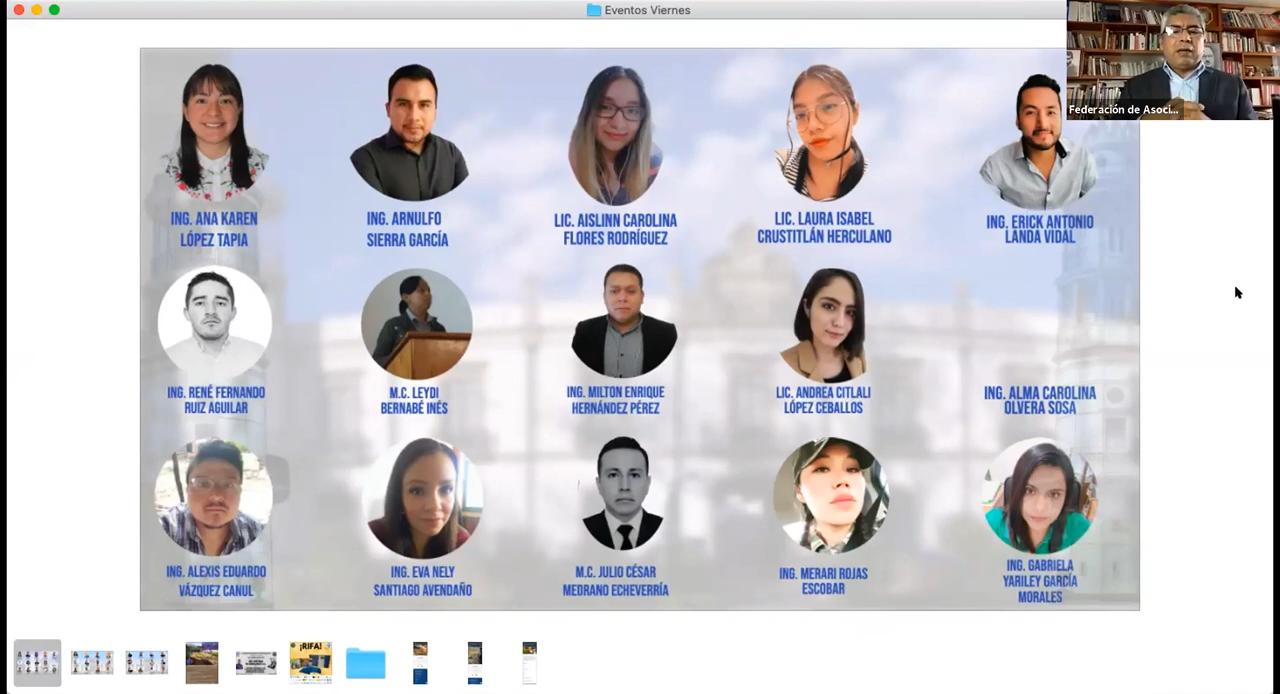 Eventos Viernes
Federación de Asoci...
ING. ANA KAREN
LÓPEZ TAPIA
ING. ARNULFO
SIERRA GARCÍA
LIC. AISLINN CAROLINA
FLORES RODRÍGUEZ
LIC. LAURA ISABEL
CRUSTITLÁN HERCULANO
ING. ERICK ANTONIO
LANDA VIDAL
ING. RENÉ FERNANDO
RUIZ AGUILAR
M.C. LEYDI
BERNABÉ INÉS
ING. MILTON ENRIQUE
HERNÁNDEZ PÉREZ
LIC. ANDREA CITLALI
LÓPEZ CEBALLOS
ING. ALMA CAROLINA
OLVERA SOSA
ING. ALEXIS EDUARDO
VÁZQUEZ CANUL
ING. EVA NELY
SANTIAGO AVENDAÑO
M.C. JULIO CÉSAR
MEDRANO ECHEVERRÍA
ING. MERARI ROJAS
ESCOBAR
ING. GABRIELA
YARILEY GARCÍA
MORALES
¡RIFA!